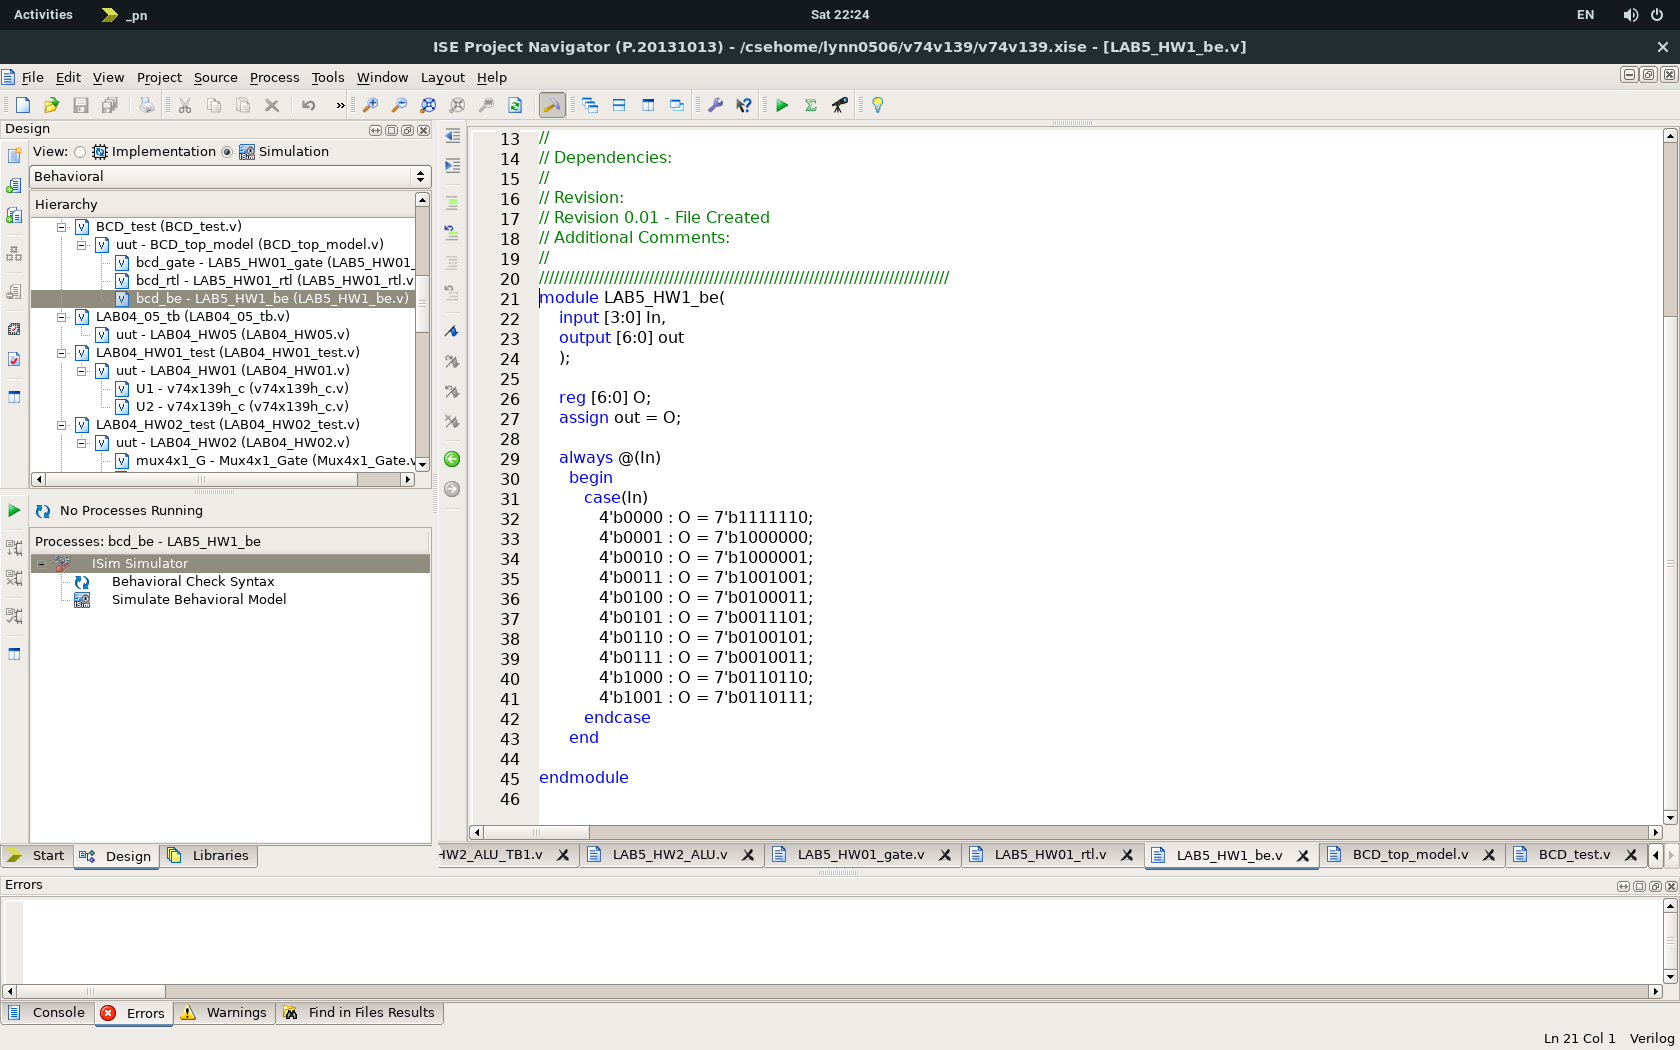 Activities
_pn
Sat 22:24
EN
ISE Project Navigator (P.20131013) - /csehome/lynn0506/v74v139/v74v139.xise - [LAB5_HW1_be.v]
File Edit View Project Source Process Tools Window Layout Help
Design
View: Implementation Simulation
Behavioral
Hierarchy
BCD_test (BCD_test.v)
uut - BCD_top_model (BCD_top_model.v)
bcd_gate - LAB5_HW01_gate (LAB5_HW01_
bcd_rtl - LAB5_HW01_rtl (LAB5_HW01_rtl.v
bcd_be - LAB5_HW1_be (LAB5_HW1_be.v)
LAB04_05_tb (LAB04_05_tb.v)
uut - LAB04_HW05 (LAB04_HW05.v)
LAB04_HW01_test (LAB04_HW01_test.v)
uut - LAB04_HW01 (LAB04_HW01.v)
U1 - v74x139h_c (v74x139h_c.v)
U2 - v74x139h_c (v74x139h_c.v)
LAB04_HW02_test (LAB04_HW02_test.v)
uut - LAB04_HW02 (LAB04_HW02.v)
mux4x1_G - Mux4x1_Gate (Mux4x1_Gate.v
No Processes Running
Processes: bcd_be - LAB5_HW1_be
ISim Simulator
Behavioral Check Syntax
Simulate Behavioral Model
Start Design Libraries
13 //
14 // Dependencies:
15 //
16 // Revision:
17 // Revision 0.01 - File Created
18 // Additional Comments:
19 //
20 //////////////////////////////////////////////////////////////////////////////////
21 module LAB5_HW1_be(
22 input [3:0] In,
23 output [6:0] out
24 );
25
26 reg [6:0] O;
27 assign out = O;
28
29 always @(In)
30 begin
31 case(In)
32 4'b0000 : O = 7'b1111110;
33 4'b0001 : O = 7'b1000000;
34 4'b0010 : O = 7'b1000001;
35 4'b0011 : O = 7'b1001001;
36 4'b0100 : O = 7'b0100011;
37 4'b0101 : O = 7'b0011101;
38 4'b0110 : O = 7'b0100101;
39 4'b0111 : O = 7'b0010011;
40 4'b1000 : O = 7'b0110110;
41 4'b1001 : O = 7'b0110111;
42 endcase
43 end
44
45 endmodule
46
HW2_ALU_TB1.v LAB5_HW2_ALU.v LAB5_HW01_gate.v LAB5_HW01_rtl.v LAB5_HW1_be.v BCD_top_model.v BCD_test.v
Errors
Console Errors Warnings Find in Files Results
Ln 21 Col 1 Verilog